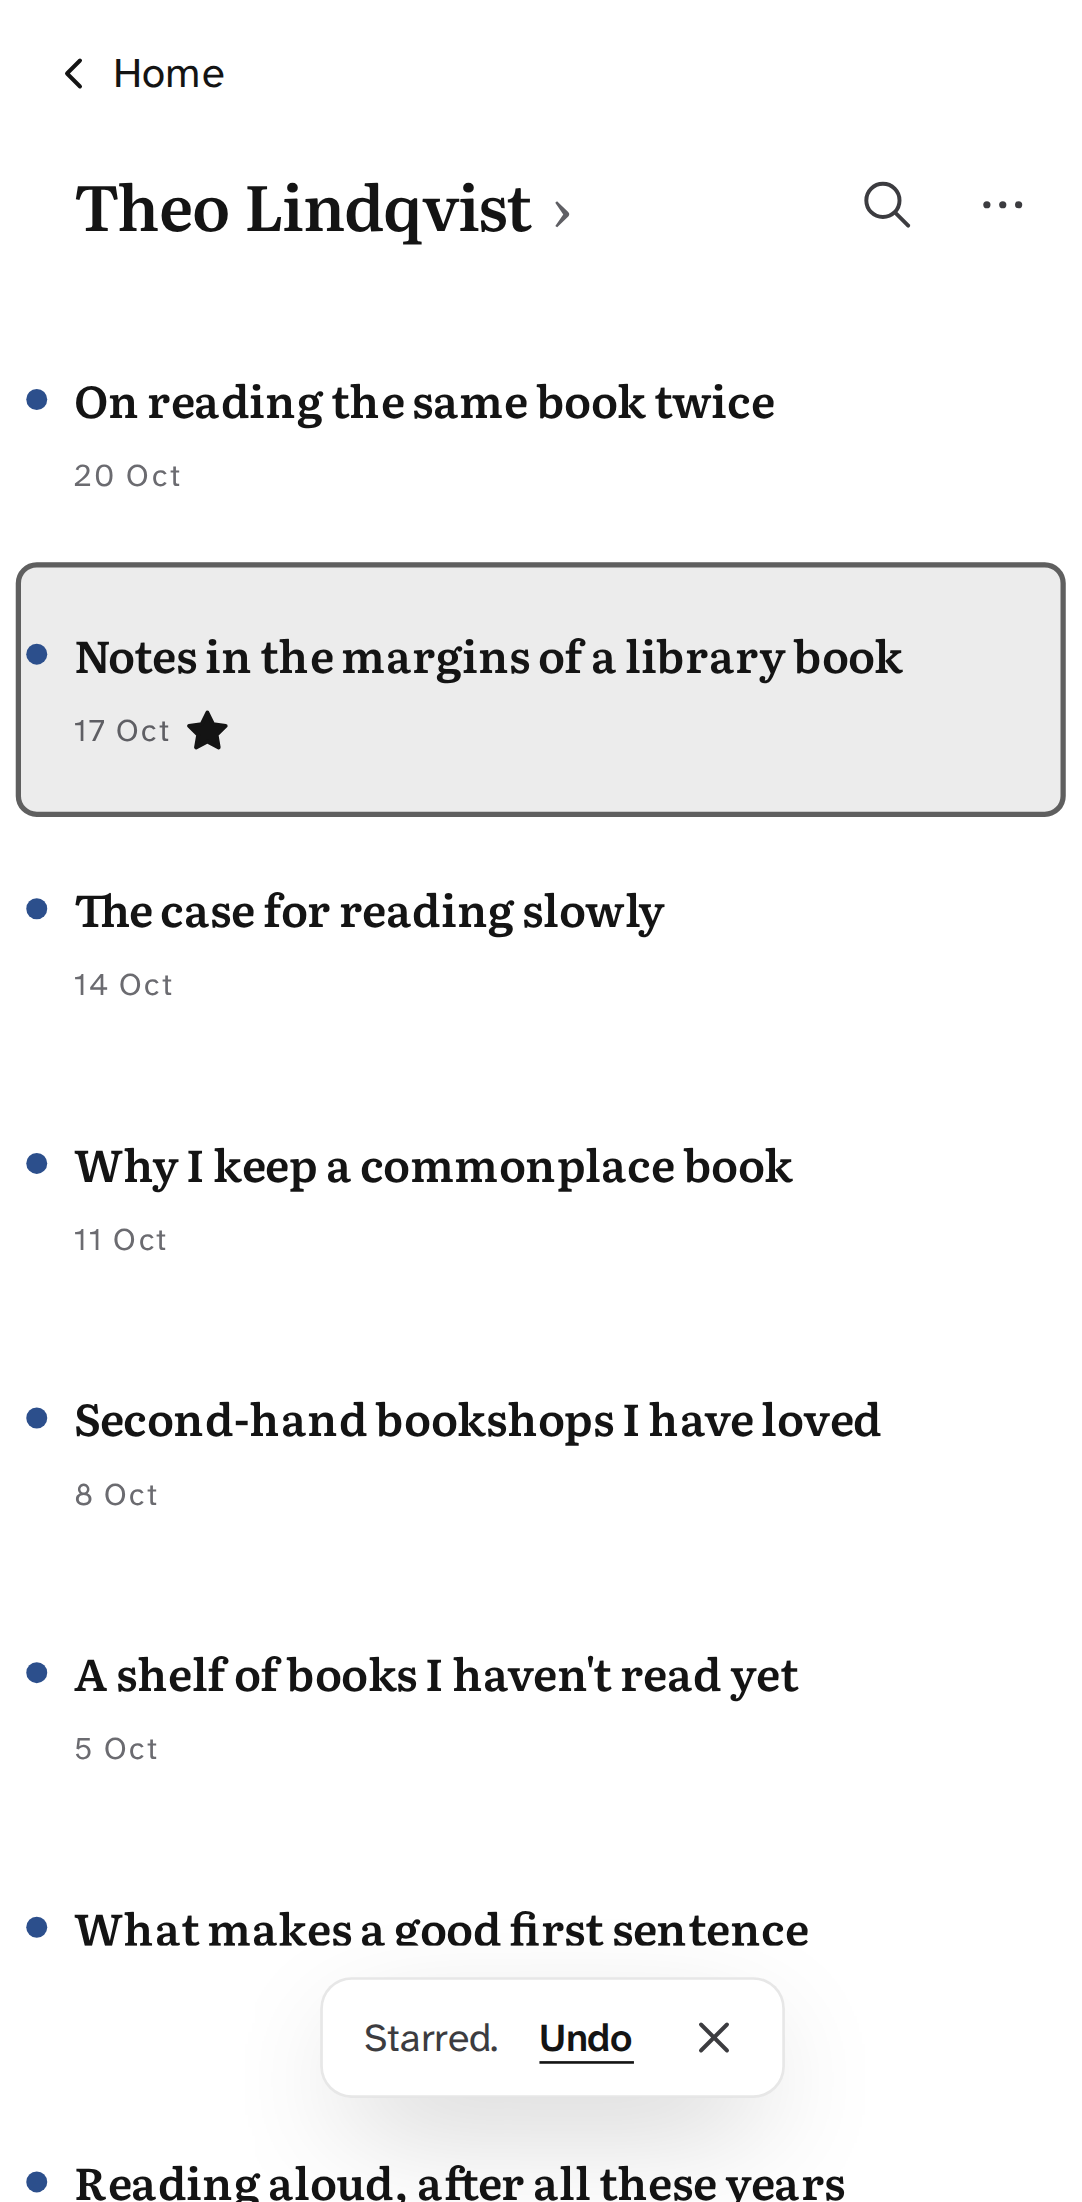 Home
Theo Lindqvist
On reading the same book twice
20 Oct
Notes in the margins of a library book
17 Oct
The case for reading slowly
14 Oct
Why I keep a commonplace book
11 Oct
Second-hand bookshops I have loved
8 Oct
A shelf of books I haven't read yet
5 Oct
What makes a good first sentence
Starred. Undo
Reading aloud, after all these years